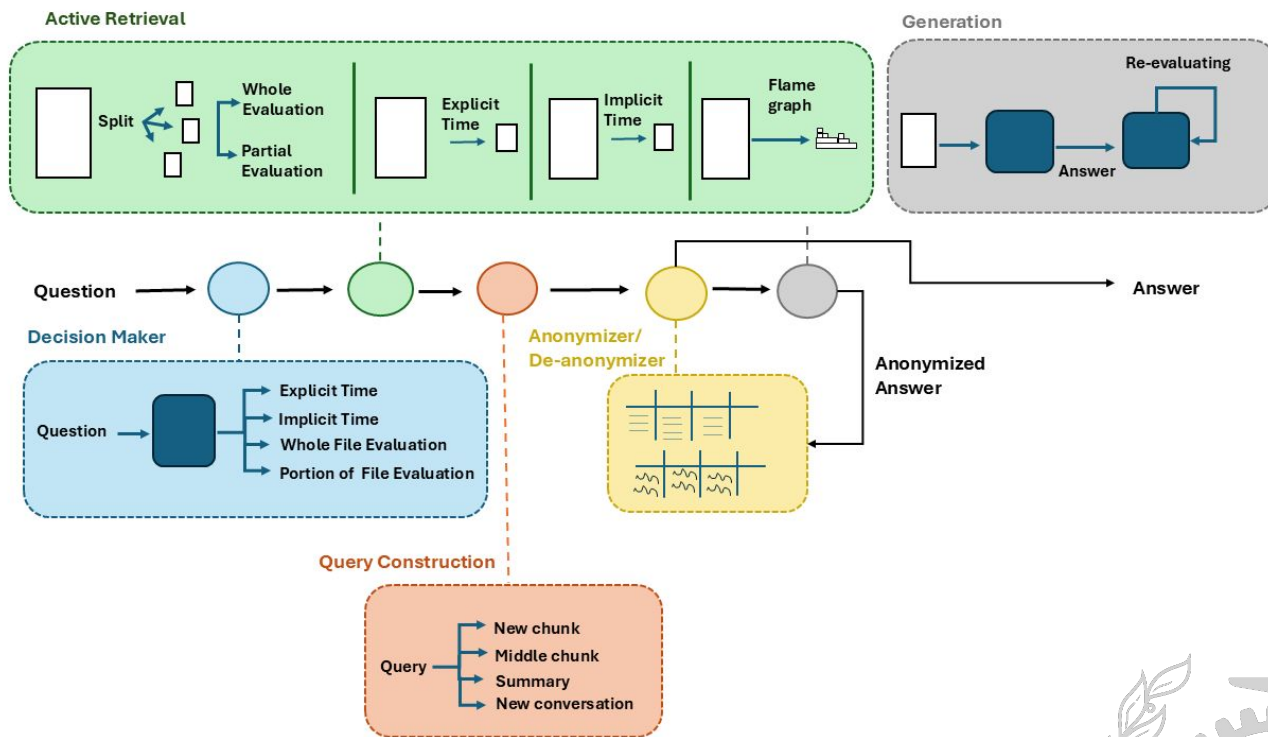 Active Retrieval
Generation
Split
Whole
Evaluation
Partial
Evaluation
Explicit
Time
Implicit
Time
Flame
graph
Re-evaluating
Answer
Question
Answer
Decision Maker
Question
Explicit Time
Implicit Time
Whole File Evaluation
Portion of File Evaluation
Anonymizer/
De-anonymizer
Anonymized
Answer
Query Construction
Query
New chunk
Middle chunk
Summary
New conversation